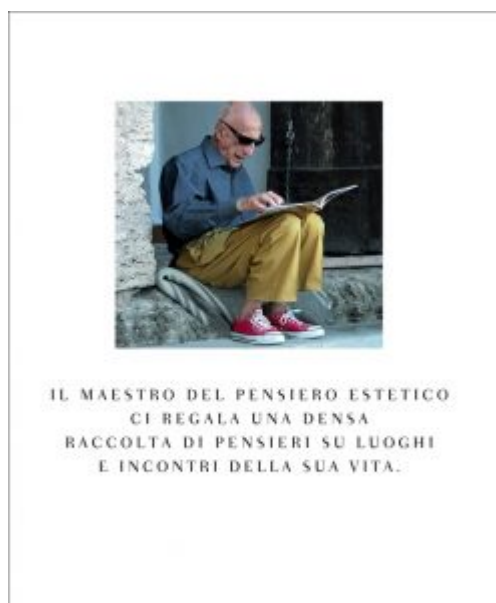 IL MAESTRO DEL PENSIERO ESTETICO
CI REGALA UNA DENSA
RACCOLTA DI PENSIERI SU LUOGHI
E INCONTRI DELLA SUA VITA.